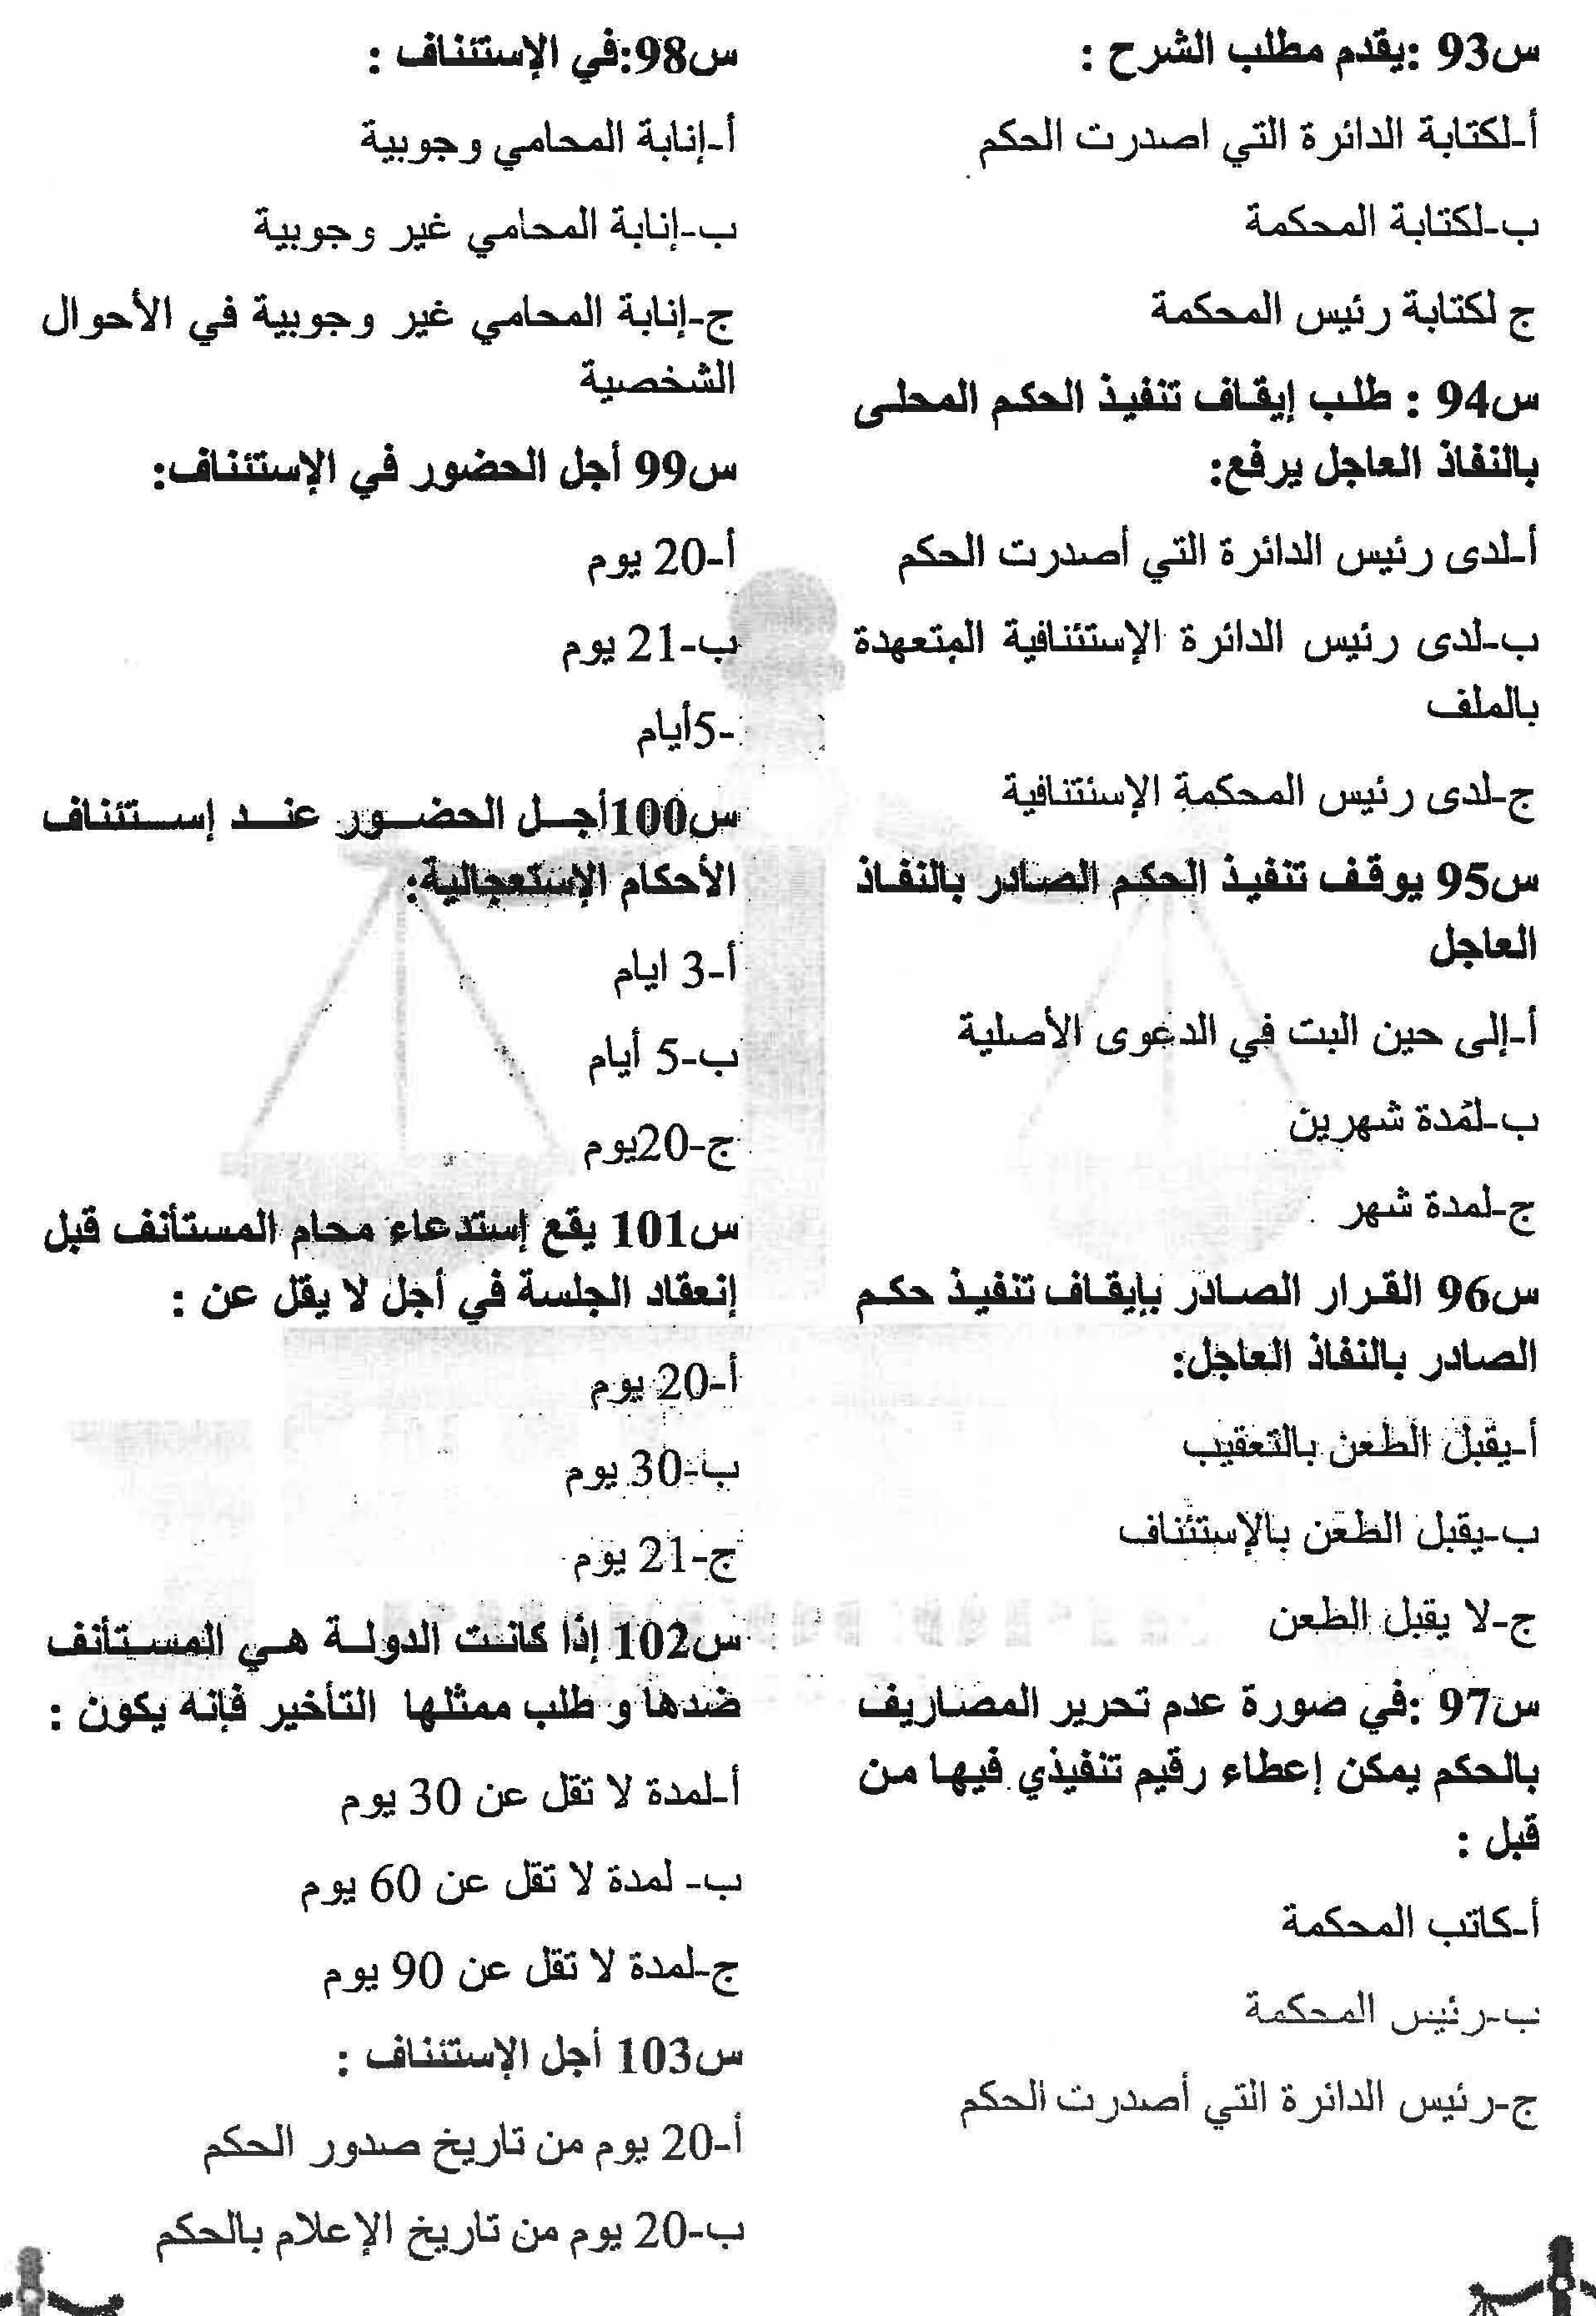 س93 :يقدم مطلب الشرح :
أ-لكتابة الدائرة التي اصدرت الحكم
ب-لكتابة المحكمة
ج لكتابة رئيس المحكمة
س94 : طلب إيقاف تنفيذ الحكم المحلى
بالنفاذ العاجل يرفع:
أ-لدى رئيس الدائرة التي أصدرت الحكم
ب-لدى رئيس الدائرة الإستئنافية المتعهدة
بالملف
ج-لدى رئيس المحكمة الإستئنافية
س95 يوقف تنفيذ الحكم الصادر بالنفاذ
العاجل
أ-إلى حين البت في الدعوى الأصلية
ب-لمدة شهرين
ج-لمدة شهر
س96 القرار الصادر بإيقاف تنفيذ حكم
الصادر بالنفاذ العاجل:
أ-يقبل الطعن بالتعقيب
ب-يقبل الطعن بالإستئناف
ج-لا يقبل الطعن
س97 :في صورة عدم تحرير المصاريف
بالحكم يمكن إعطاء رقيم تنفيذي فيها من
قبل :
أ-كاتب المحكمة
ب-رئيس المحكمة
ج-رئيس الدائرة التي أصدرت الحكم
س98:في الإستئناف :
أ-إنابة المحامي وجوبية
ب-إنابة المحامي غير وجوبية
ج-إنابة المحامي غير وجوبية في الأحوال
الشخصية
س99 أجل الحضور في الإستئناف:
أ-20 يوم
ب-21 يوم
-5أيام
س100أجل الحضور عند إستئناف
الأحكام الإستعجالية:
أ-3 ايام
ب-5 أيام
ج-20يوم
س101 يقع إستدعاء محام المستأنف قبل
إنعقاد الجلسة في أجل لا يقل عن :
أ-20 يوم
ب-30 يوم
ج-21 يوم
س102 إذا كانت الدولة هي المستأنف
ضدها و طلب ممثلها التأخير فإنه يكون :
أ-لمدة لا تقل عن 30 يوم
ب- لمدة لا تقل عن 60 يوم
ج-لمدة لا تقل عن 90 يوم
س103 أجل الإستئناف :
أ-20 يوم من تاريخ صدور الحكم
ب-20 يوم من تاريخ الإعلام بالحكم